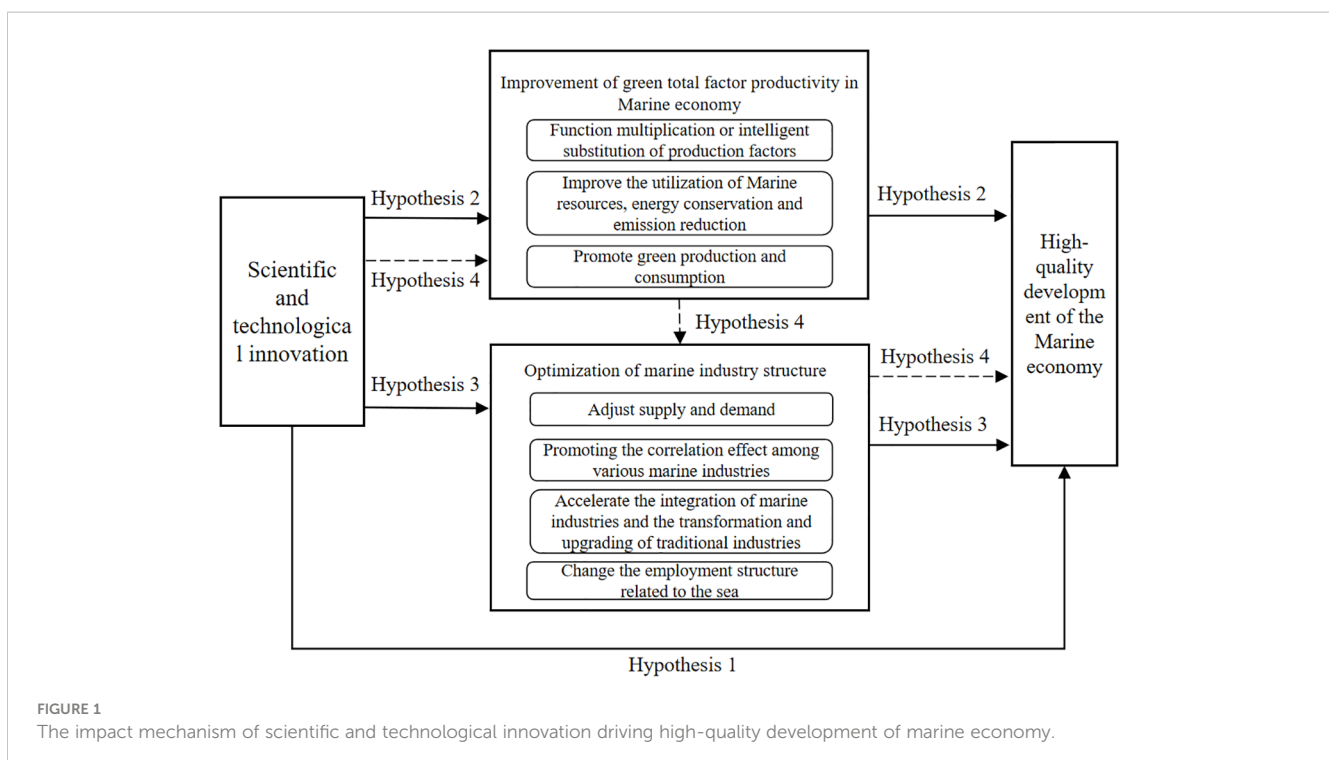 Improvement of green total factor productivity in
Marine economy
Function multiplication or intelligent
substitution of production factors
Improve the utilization of Marine
resources, energy conservation and
emission reduction
Promote green production and
consumption
Hypothesis 2
Hypothesis 4
Scientific
and
technologica
l innovation
Hypothesis 3
Hypothesis 4
Optimization of marine industry structure
Adjust supply and demand
Promoting the correlation effect among
various marine industries
Accelerate the integration of marine
industries and the transformation and
upgrading of traditional industries
Change the employment structure
related to the sea
Hypothesis 2
Hypothesis 4
Hypothesis 3
High-
quality
developm
ent of the
Marine
economy
Hypothesis 1
FIGURE 1
The impact mechanism of scientific and technological innovation driving high-quality development of marine economy.